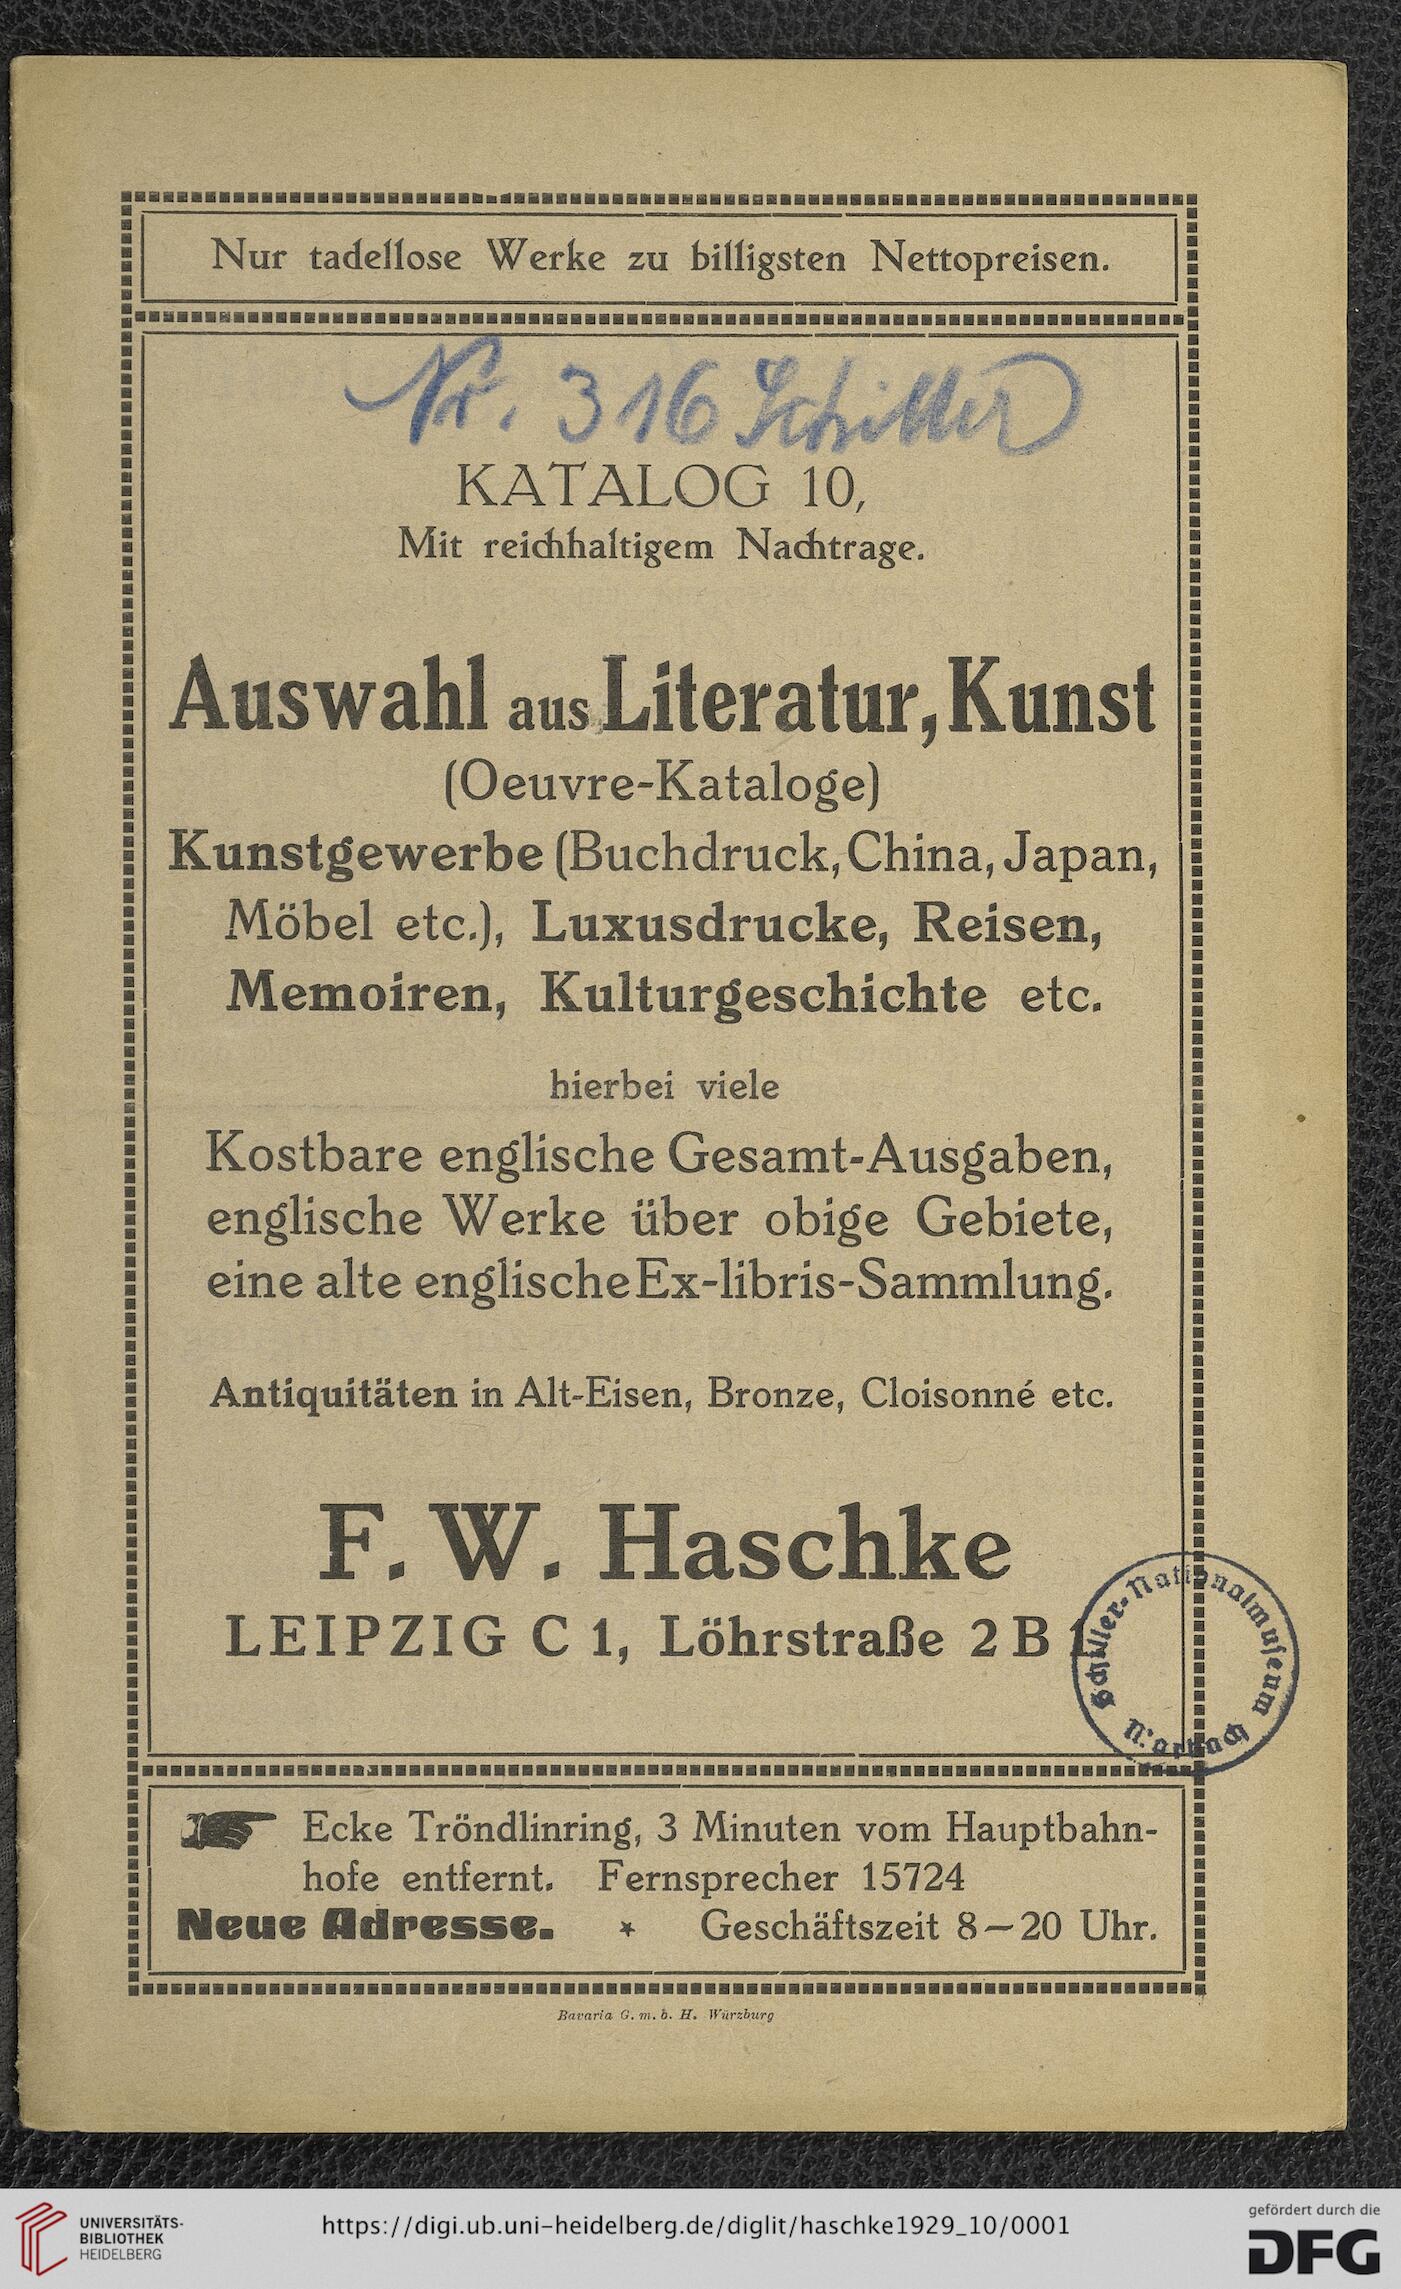 Nur tadellose Werke zu billigsten Nettopreisen.
Nr. 316 Schiller
KATALOG 10,
Mit reichhaltigem Nachtrage.
Auswahl aus Literatur, Kunst
(Oeuvre-Kataloge)
Kunstgewerbe (Buchdruck, China, Japan,
Möbel etc.), Luxusdrucke, Reisen,
Memoiren, Kulturgeschichte etc.
hierbei viele
Kostbare englische Gesamt-Ausgaben,
englische Werke über obige Gebiete,
eine alte englische Ex-libris-Sammlung.
Antiquitäten in Alt-Eisen, Bronze, Cloisonné etc.
F. W. Haschke
LEIPZIG C 1, Löhrstraße 2 B 1
Schiller-Nationalmuseum
Marbach
Ecke Tröndlinring, 3 Minuten vom Hauptbahn-
hofe entfernt. Fernsprecher 15724
Neue Adresse. * Geschäftszeit 8—20 Uhr.
Bavaria G. m. b. H. Würzburg
UNIVERSITÄTS-
BIBLIOTHEK
HEIDELBERG
https://digi.ub.uni-heidelberg.de/diglit/haschke1929_10/0001
gefördert durch die
DFG